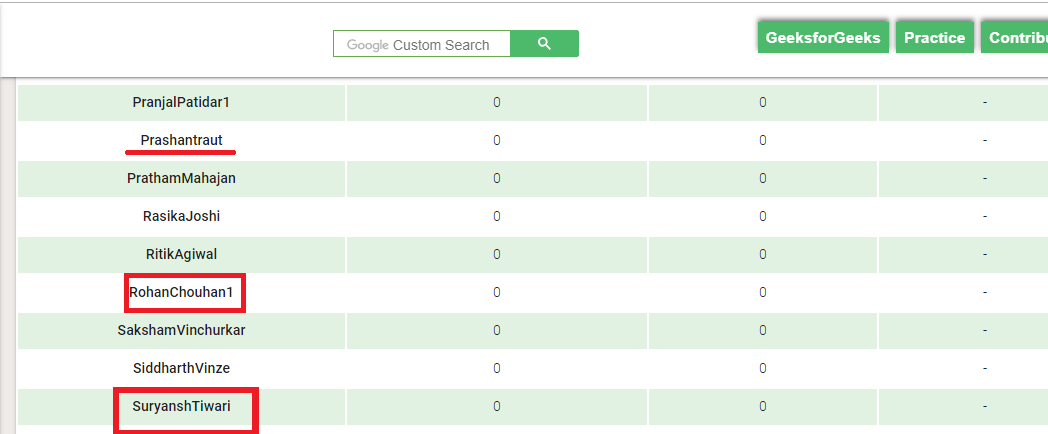 Google Custom Search
GeeksforGeeks Practice
PranjalPatidar1 0 0 -
Prashantraut 0 0 -
PrathamMahajan 0 0 -
RasikaJoshi 0 0 -
RitikAgiwal 0 0 -
RohanChouhan1 0 0 -
SakshamVinchurkar 0 0 -
SiddharthVinze 0 0 -
SuryanshTiwari 0 0 -